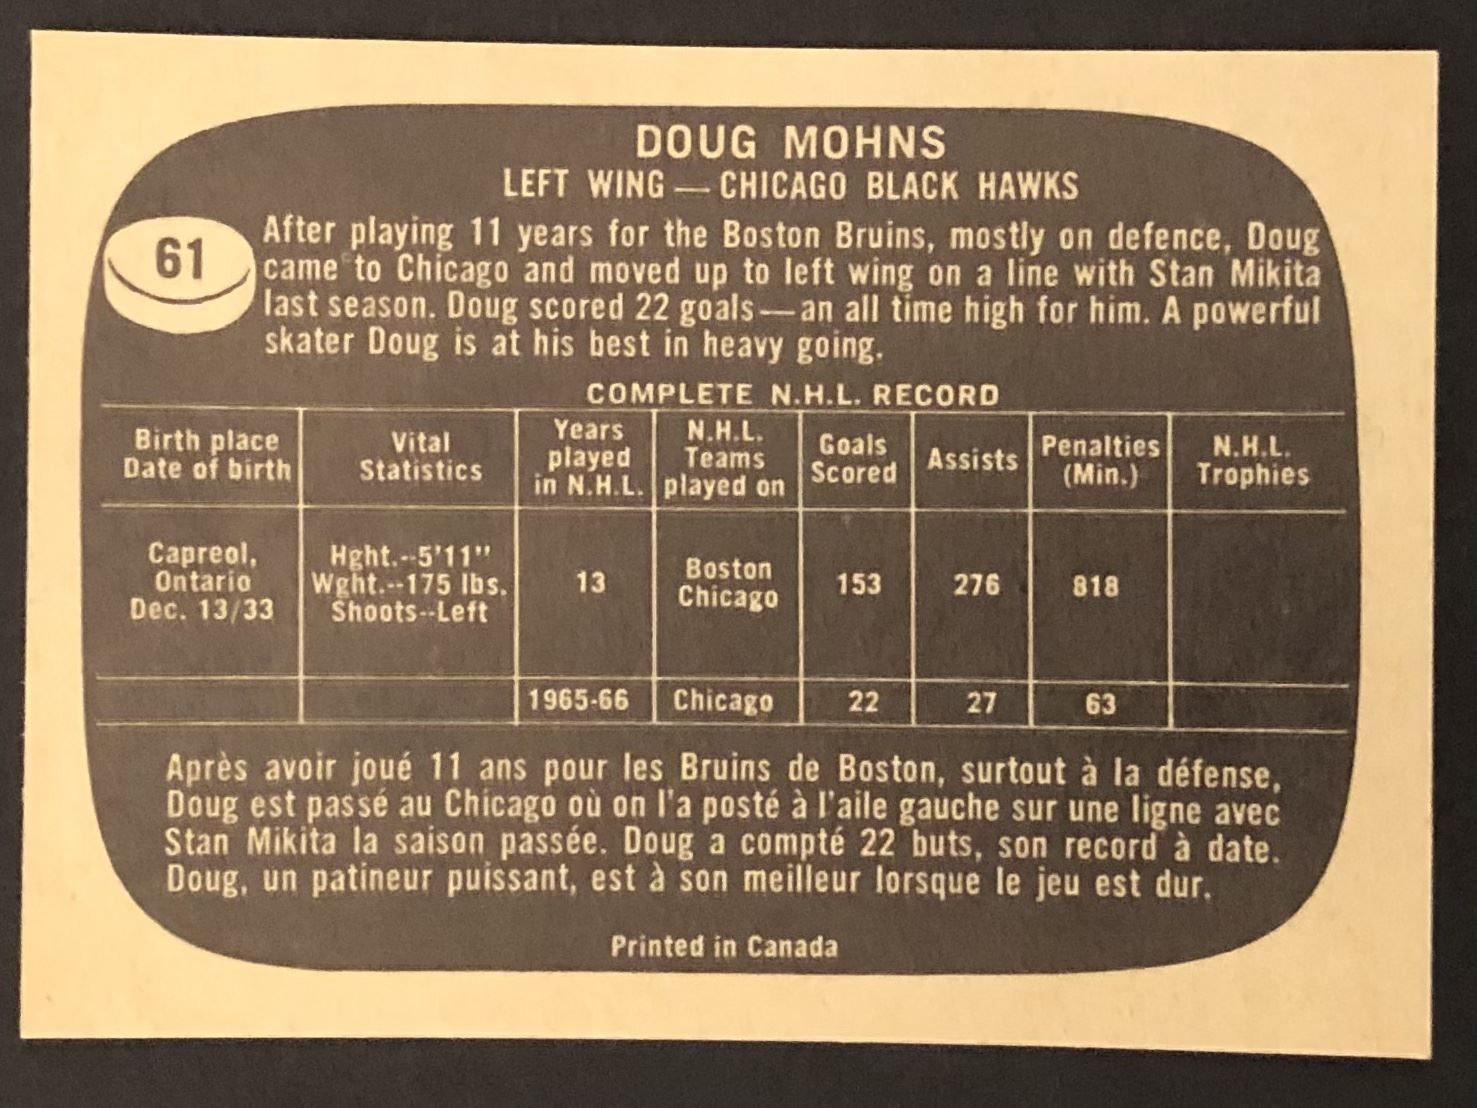 DOUG MOHNS
LEFT WING — CHICAGO BLACK HAWKS
61
After playing 11 years for the Boston Bruins, mostly on defence, Doug
came to Chicago and moved up to left wing on a line with Stan Mikita
last season. Doug scored 22 goals — an all time high for him. A powerful
skater Doug is at his best in heavy going.
COMPLETE N.H.L. RECORD
Birth place
Date of birth
Vital
Statistics
Years
played
in N.H.L.
N.H.L.
Teams
played on
Goals
Scored
Assists
Penalties
(Min.)
N.H.L.
Trophies
Capreol,
Ontario
Dec. 13/33
Hght.--5'11"
Wght.--175 lbs.
Shoots--Left
13
Boston
Chicago
153
276
818
1965-66
Chicago
22
27
63
Après avoir joué 11 ans pour les Bruins de Boston, surtout à la défense,
Doug est passé au Chicago où on l'a posté à l'aile gauche sur une ligne avec
Stan Mikita la saison passée. Doug a compté 22 buts, son record à date.
Doug, un patineur puissant, est à son meilleur lorsque le jeu est dur.
Printed in Canada